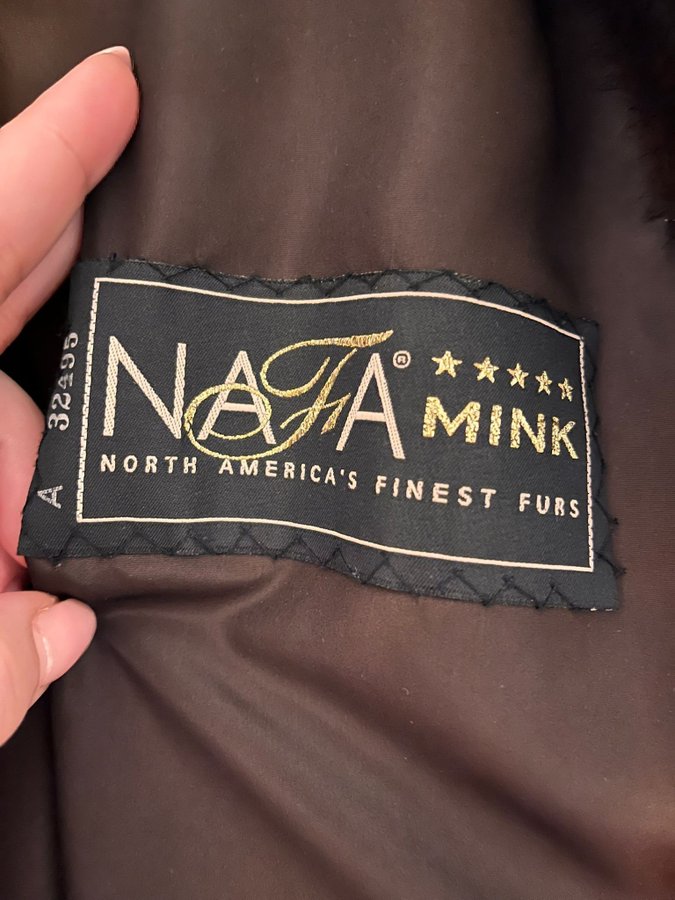 NAFA® ★★★★★
MINK
NORTH AMERICA'S FINEST FURS
A 32495